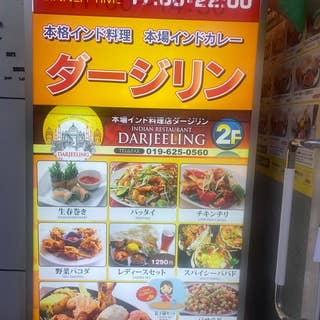 17:00-22:00
本格インド料理 本場インドカレー
ダージリン
本場インド料理店ダージリン
INDIAN RESTAURANT
DARJEELING
2F
DARJEELING
TEL&FAX 019-625-0560
生春巻き
パッタイ
チキンチリ
1290円
野菜パコダ
レディースセット
スパイシーパパド